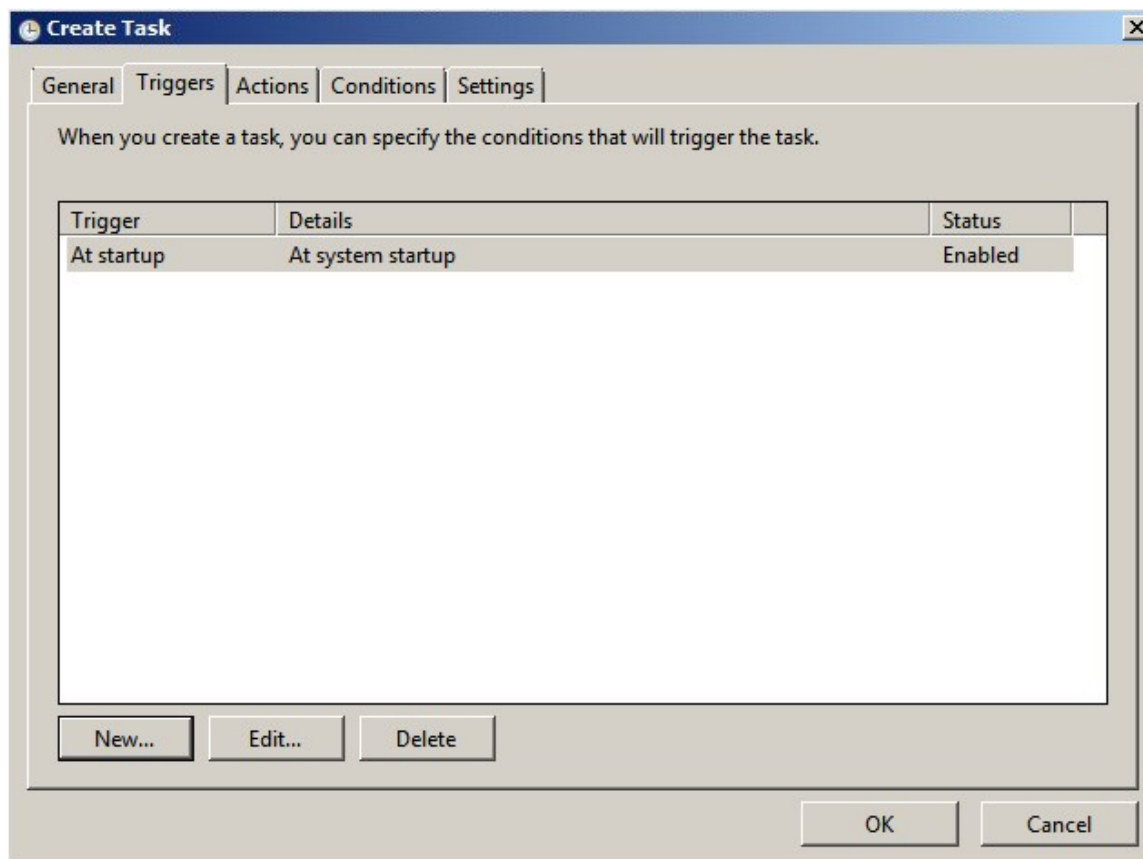 Create Task
General Triggers Actions Conditions Settings
When you create a task, you can specify the conditions that will trigger the task.
Trigger Details Status
At startup At system startup Enabled
New... Edit... Delete
OK Cancel